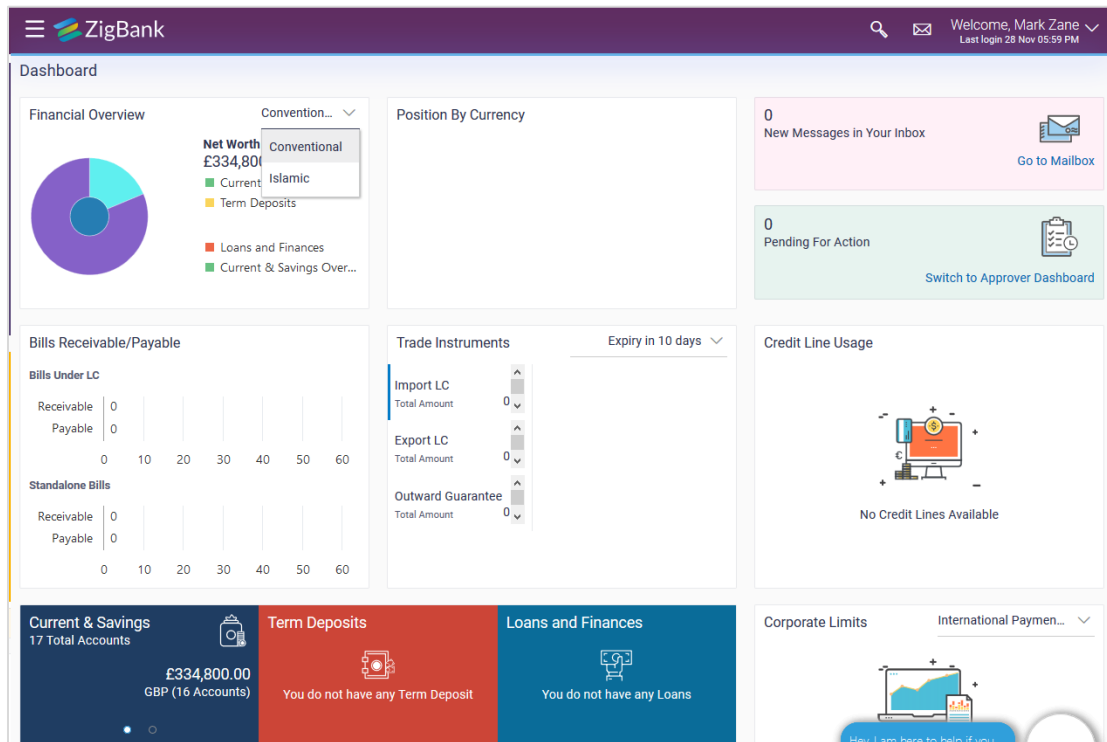 ZigBank
Welcome, Mark Zane
Last login 28 Nov 05:59 PM
Dashboard
Financial Overview
Convention...
Conventional
Islamic
Net Worth
£334,80
Current
Term Deposits
Loans and Finances
Current & Savings Over...
Position By Currency
0
New Messages in Your Inbox
Go to Mailbox
0
Pending For Action
Switch to Approver Dashboard
Bills Receivable/Payable
Bills Under LC
Receivable 0
Payable 0
0 10 20 30 40 50 60
Standalone Bills
Receivable 0
Payable 0
0 10 20 30 40 50 60
Trade Instruments
Expiry in 10 days
Import LC
Total Amount 0
Export LC
Total Amount 0
Outward Guarantee
Total Amount 0
Credit Line Usage
No Credit Lines Available
Current & Savings
17 Total Accounts
£334,800.00
GBP (16 Accounts)
Term Deposits
You do not have any Term Deposit
Loans and Finances
You do not have any Loans
Corporate Limits
International Paymen...
Hey, I am here to help if you